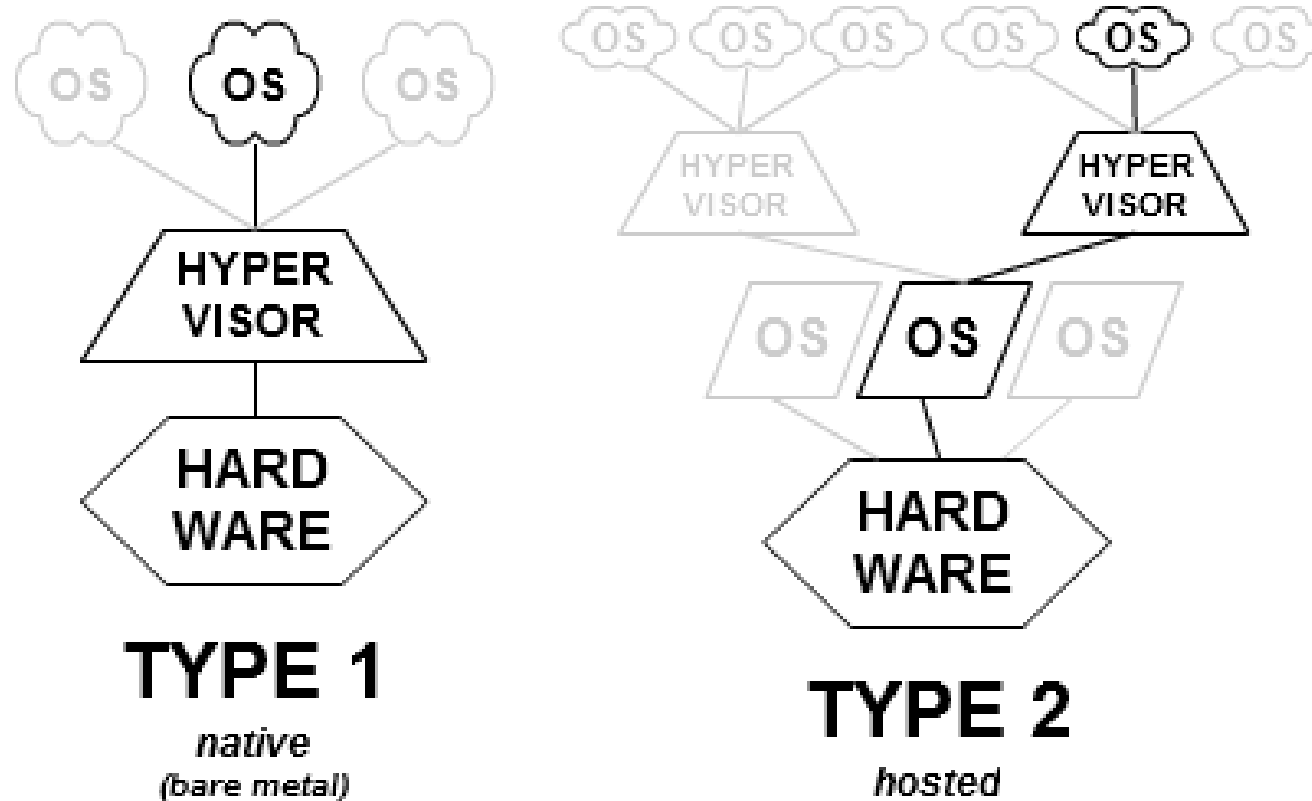 OS OS OS
HYPER
VISOR
HARD
WARE
TYPE 1
native
(bare metal)
OS OS OS OS OS OS
HYPER
VISOR
HYPER
VISOR
OS OS OS
HARD
WARE
TYPE 2
hosted